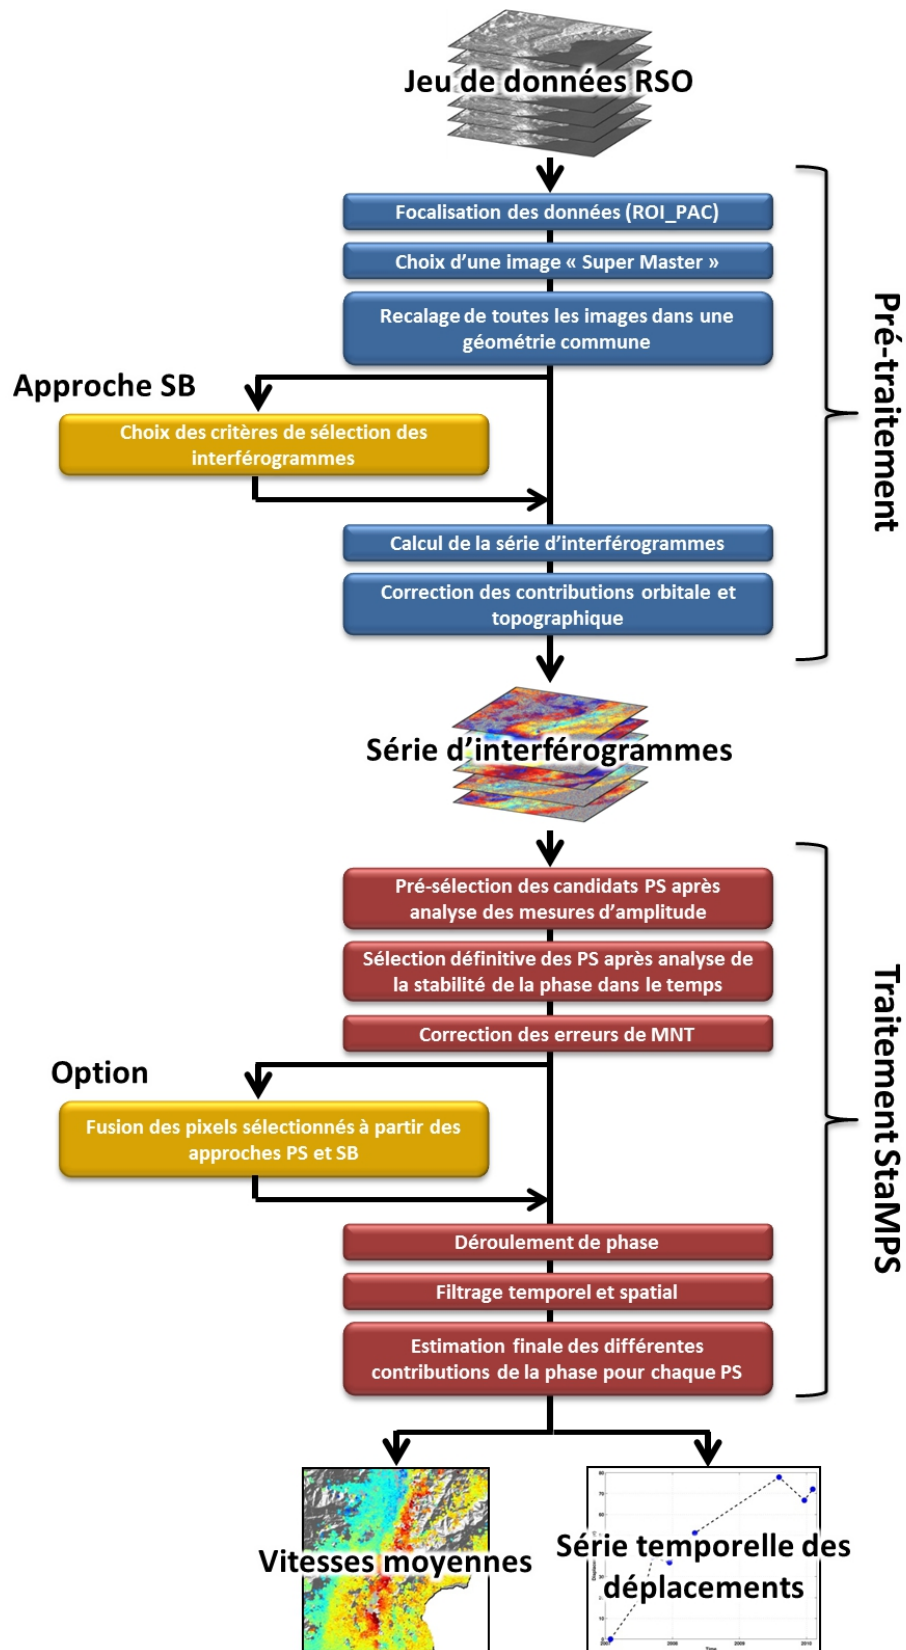 Jeu de données RSO
Focalisation des données (ROI_PAC)
Choix d'une image « Super Master »
Recalage de toutes les images dans une
géométrie commune
Approche SB
Choix des critères de sélection des
interférogrammes
Calcul de la série d'interférogrammes
Correction des contributions orbitale et
topographique
Pré-traitement
Série d'interférogrammes
Pré-sélection des candidats PS après
analyse des mesures d'amplitude
Sélection définitive des PS après analyse de
la stabilité de la phase dans le temps
Correction des erreurs de MNT
Option
Fusion des pixels sélectionnés à partir des
approches PS et SB
Déroulement de phase
Filtrage temporel et spatial
Estimation finale des différentes
contributions de la phase pour chaque PS
Traitement StaMPS
Vitesses moyennes
Série temporelle des
déplacements
2007 2008 2009 2010
Time